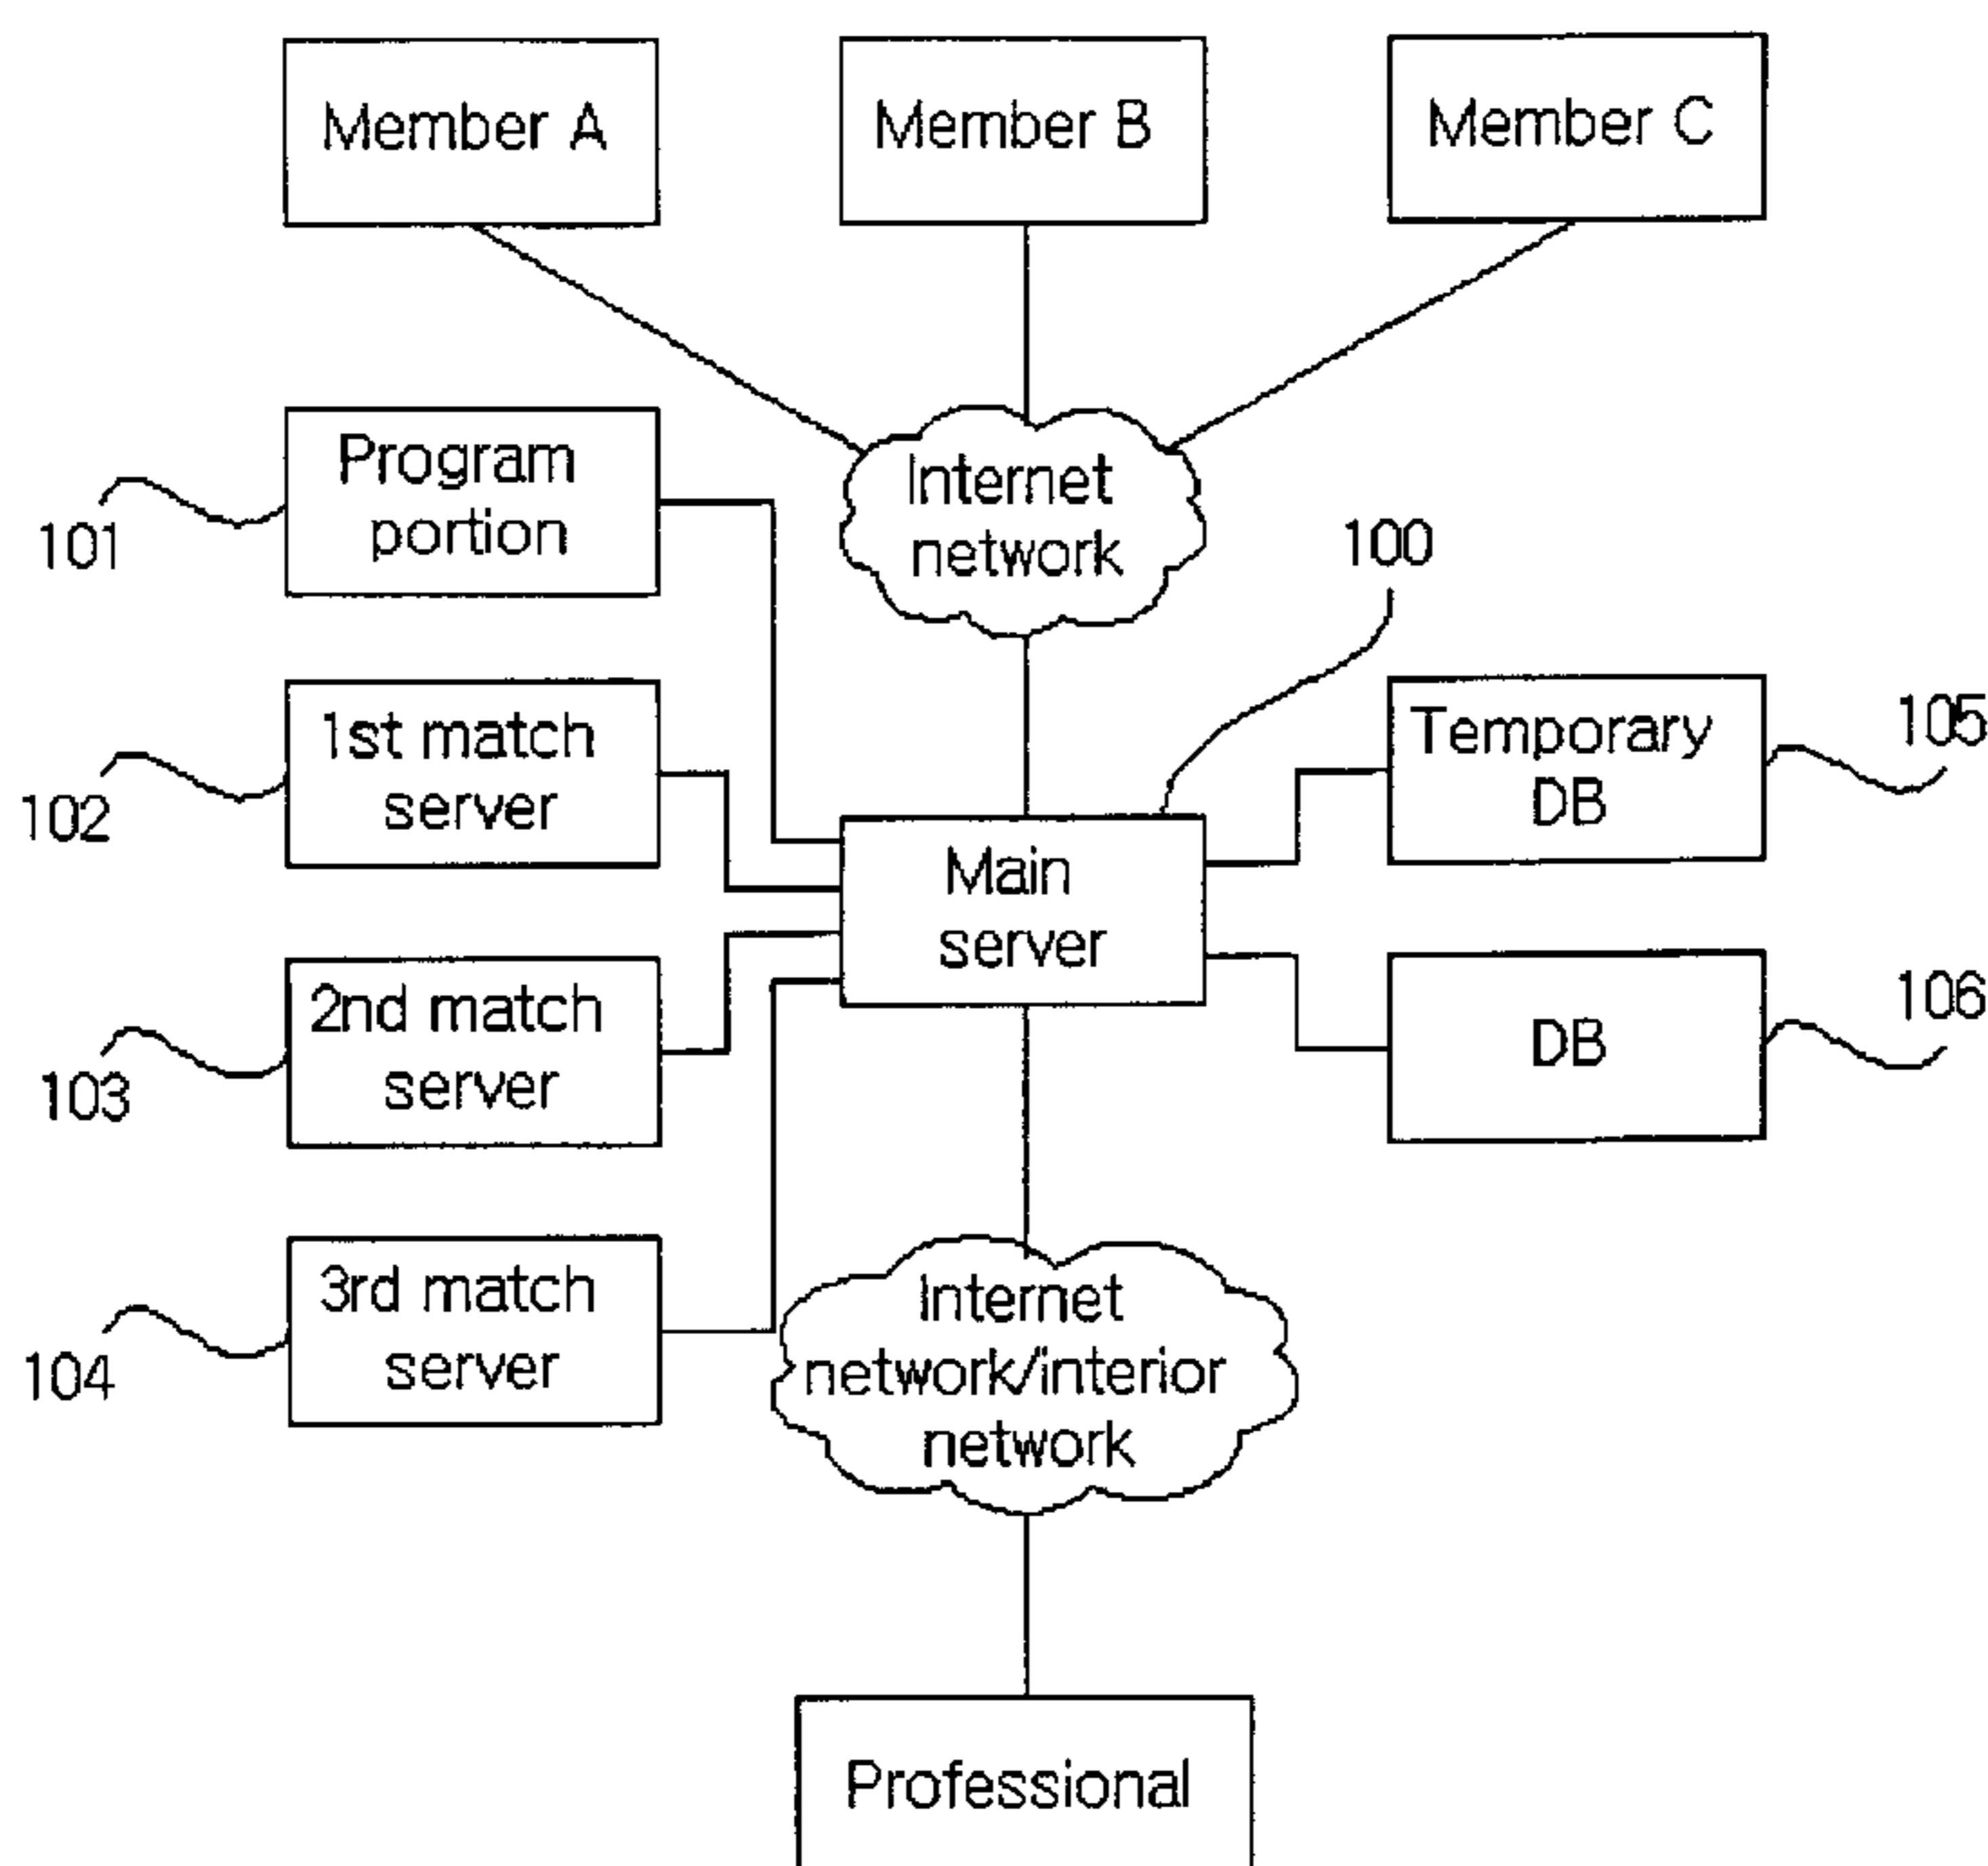 Member A
Member B
Member C
Program
portion
101
Internet
network
100
1st match
server
102
Temporary
DB
105
Main
server
2nd match
server
103
DB
106
3rd match
server
104
Internet
network/interior
network
Professional